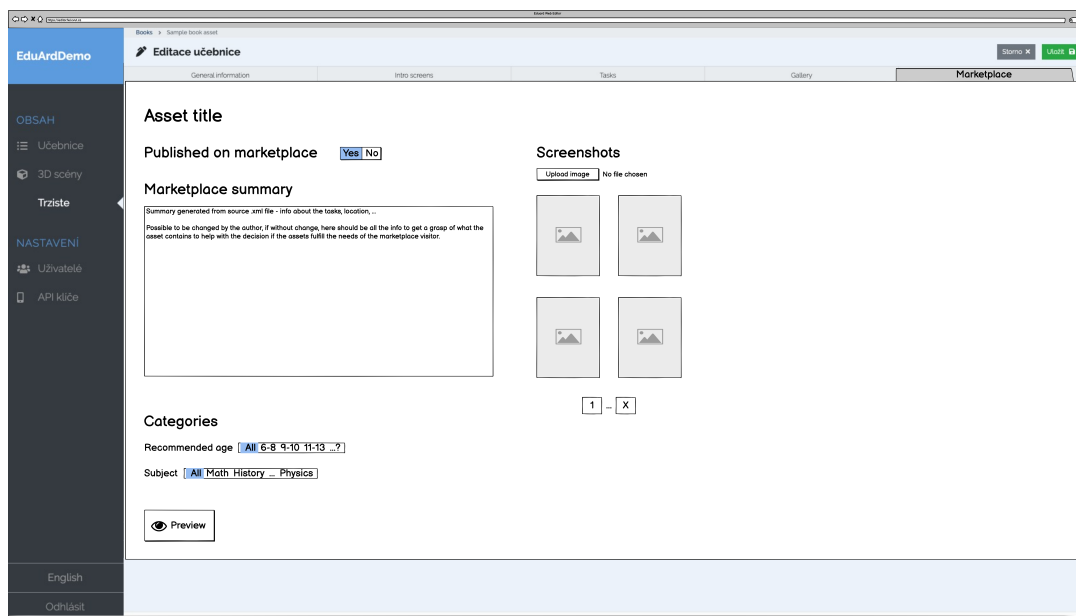 Eduard Web Editor
Books > Sample book asset
EduArdDemo
Editace učebnice
Storno
Uložit
General information
Intro screens
Tasks
Gallery
Marketplace
OBSAH
Učebnice
3D scény
Trziste
NASTAVENÍ
Uživatelé
API klíče
English
Odhlásit
Asset title
Published on marketplace Yes No
Marketplace summary
Summary generated from source .xml file - info about the tasks, location, ...
Possible to be changed by the author, if without change, here should be all the info to get a grasp of what the
asset contains to help with the decision if the assets fulfill the needs of the marketplace visitor.
Categories
Recommended age All 6-8 9-10 11-13 ...?
Subject All Math History ... Physics
Preview
Screenshots
Upload image No file chosen
1 ... X